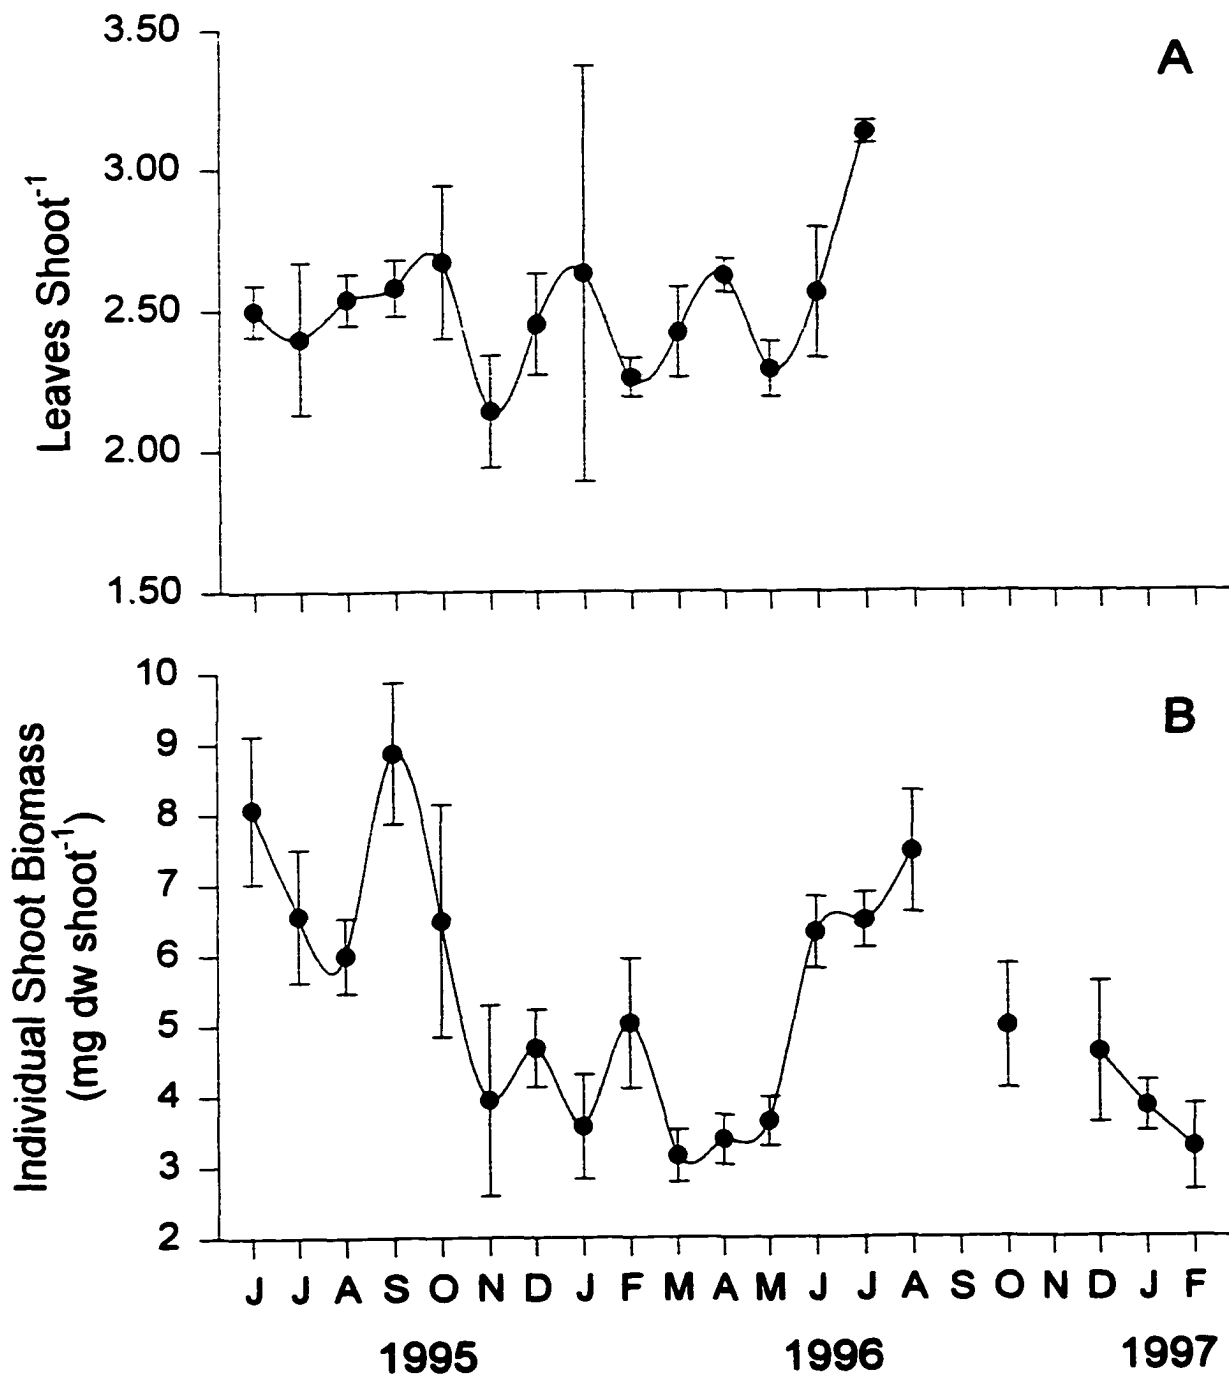 A
3.50
3.00
2.50
2.00
1.50
Leaves Shoot⁻¹
B
10
9
8
7
6
5
4
3
2
Individual Shoot Biomass
(mg dw shoot⁻¹)
J J A S O N D J F M A M J J A S O N D J F
1995 1996 1997